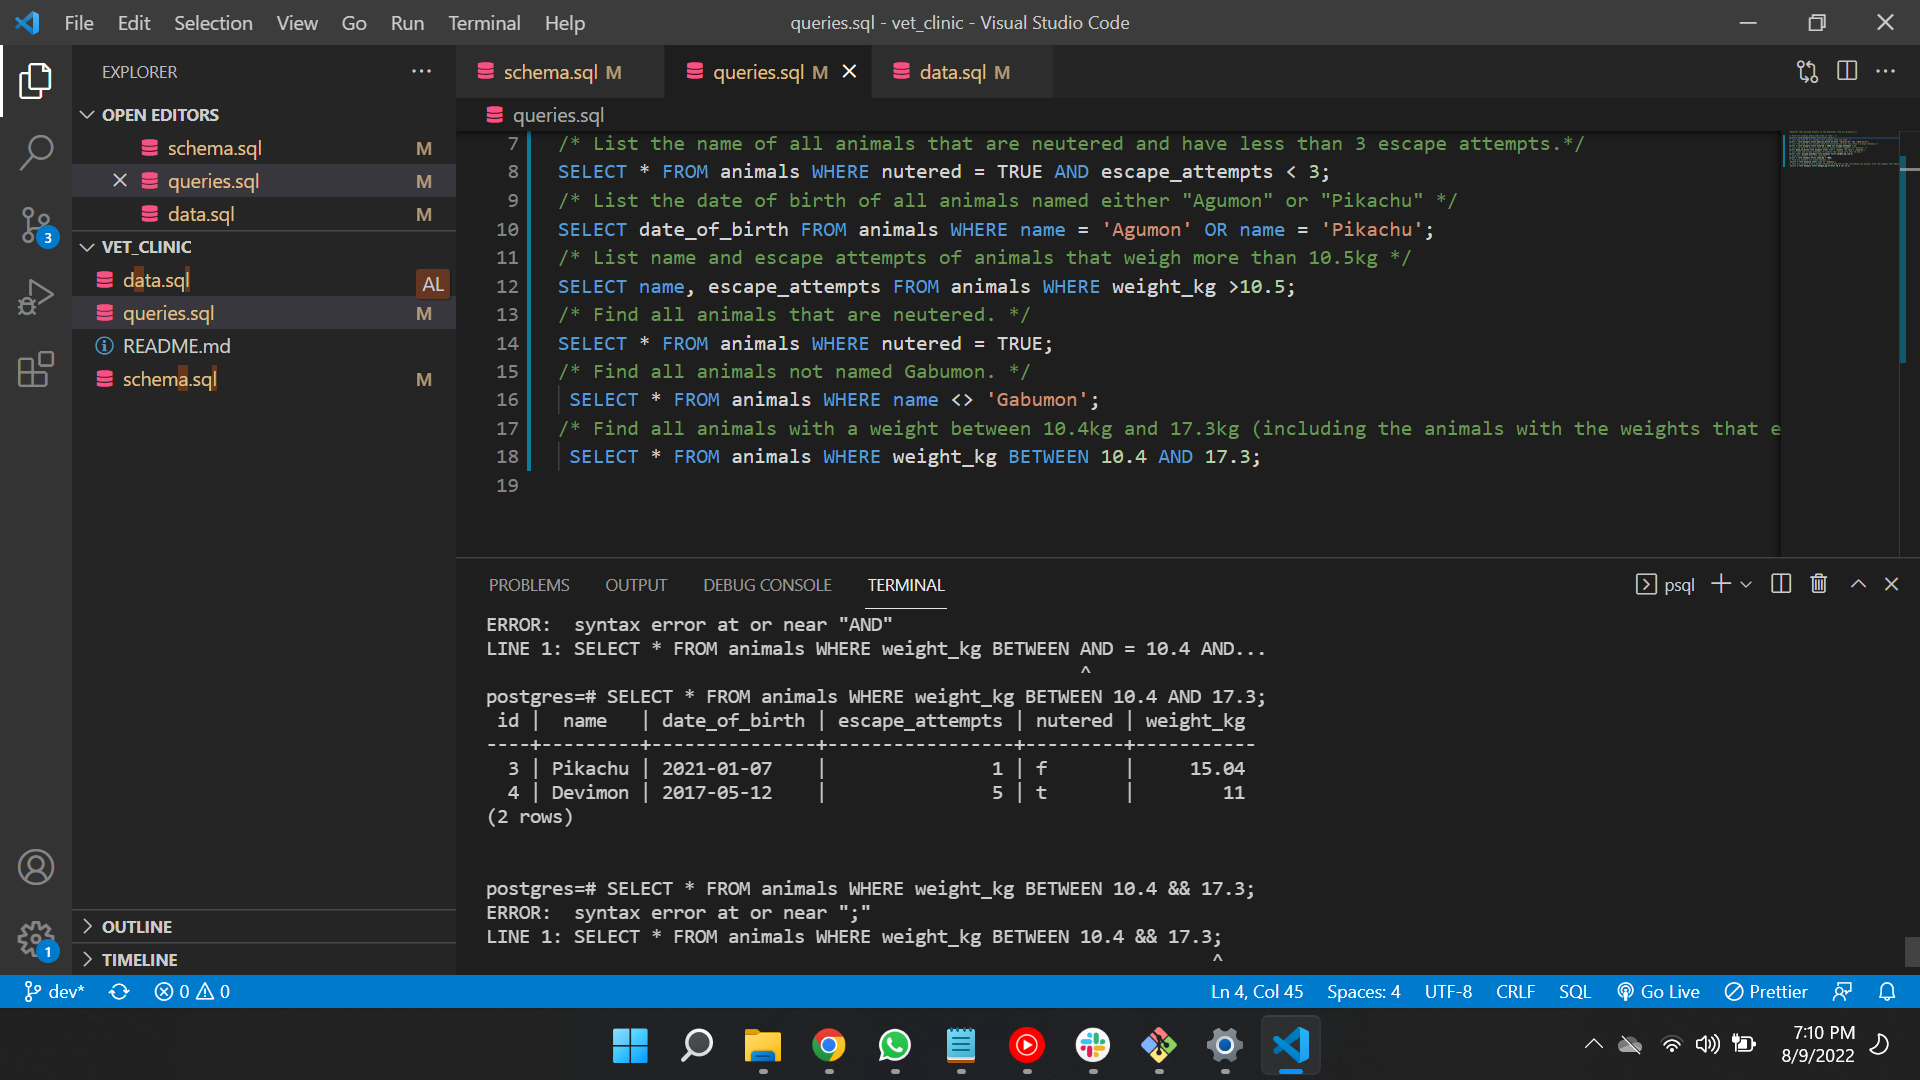 File Edit Selection View Go Run Terminal Help
queries.sql - vet_clinic - Visual Studio Code
EXPLORER
OPEN EDITORS
schema.sql M
queries.sql M
data.sql M
VET_CLINIC
data.sql AL
queries.sql M
README.md
schema.sql M
OUTLINE
TIMELINE
3
1
schema.sql M
queries.sql M
data.sql M
queries.sql
7 /* List the name of all animals that are neutered and have less than 3 escape attempts.*/
8 SELECT * FROM animals WHERE nutered = TRUE AND escape_attempts < 3;
9 /* List the date of birth of all animals named either "Agumon" or "Pikachu" */
10 SELECT date_of_birth FROM animals WHERE name = 'Agumon' OR name = 'Pikachu';
11 /* List name and escape attempts of animals that weigh more than 10.5kg */
12 SELECT name, escape_attempts FROM animals WHERE weight_kg >10.5;
13 /* Find all animals that are neutered. */
14 SELECT * FROM animals WHERE nutered = TRUE;
15 /* Find all animals not named Gabumon. */
16 SELECT * FROM animals WHERE name <> 'Gabumon';
17 /* Find all animals with a weight between 10.4kg and 17.3kg (including the animals with the weights that e
18 SELECT * FROM animals WHERE weight_kg BETWEEN 10.4 AND 17.3;
19
PROBLEMS OUTPUT DEBUG CONSOLE TERMINAL
psql
ERROR:  syntax error at or near "AND"
LINE 1: SELECT * FROM animals WHERE weight_kg BETWEEN AND = 10.4 AND...
^
postgres=# SELECT * FROM animals WHERE weight_kg BETWEEN 10.4 AND 17.3;
id | name | date_of_birth | escape_attempts | nutered | weight_kg
----+---------+---------------+-----------------+---------+-----------
3 | Pikachu | 2021-01-07 | 1 | f | 15.04
4 | Devimon | 2017-05-12 | 5 | t | 11
(2 rows)
postgres=# SELECT * FROM animals WHERE weight_kg BETWEEN 10.4 && 17.3;
ERROR:  syntax error at or near ";"
LINE 1: SELECT * FROM animals WHERE weight_kg BETWEEN 10.4 && 17.3;
^
dev* 0 0
Ln 4, Col 45 Spaces: 4 UTF-8 CRLF SQL Go Live Prettier
7:10 PM
8/9/2022